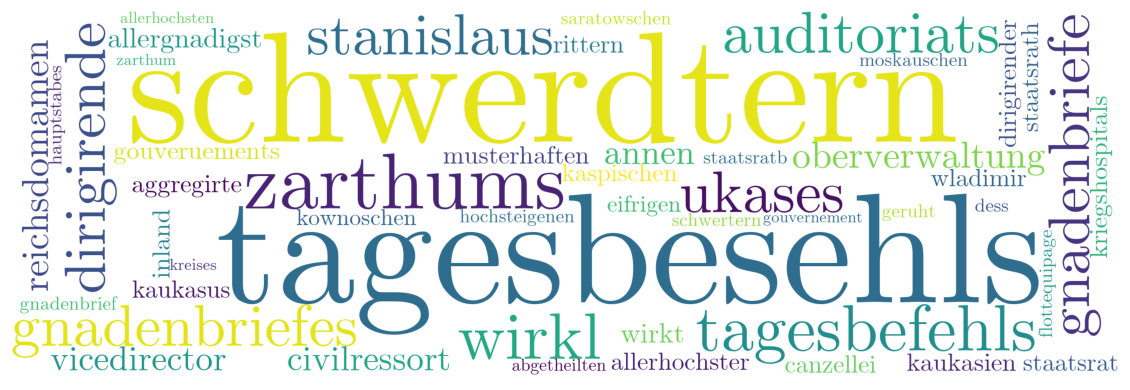 allerhochsten
saratowschen
allergnadigst
stanislaus
rittern
auditoriats
zarthum
moskauschen
schwerdtern
reichsdomanen
hauptstabes
dirigirende
dirigirender
staatsrath
gnadenbriefe
kriegshospitals
gouveruements
musterhaften
annen
staatsratb
oberverwaltung
aggregirte
zarthums
kaspischen
ukases
wladimir
kownoschen
hochsteigenen
eifrigen
schwertern
gouvernement
geruht
dess
inland
kreises
tagesbesehls
kaukasus
flottequipage
gnadenbrief
gnadenbriefes
wirkl
wirkt
tagesbefehls
vicedirector
civilressort
abgetheilten
allerhochster
canzellei
kaukasien
staatsrat